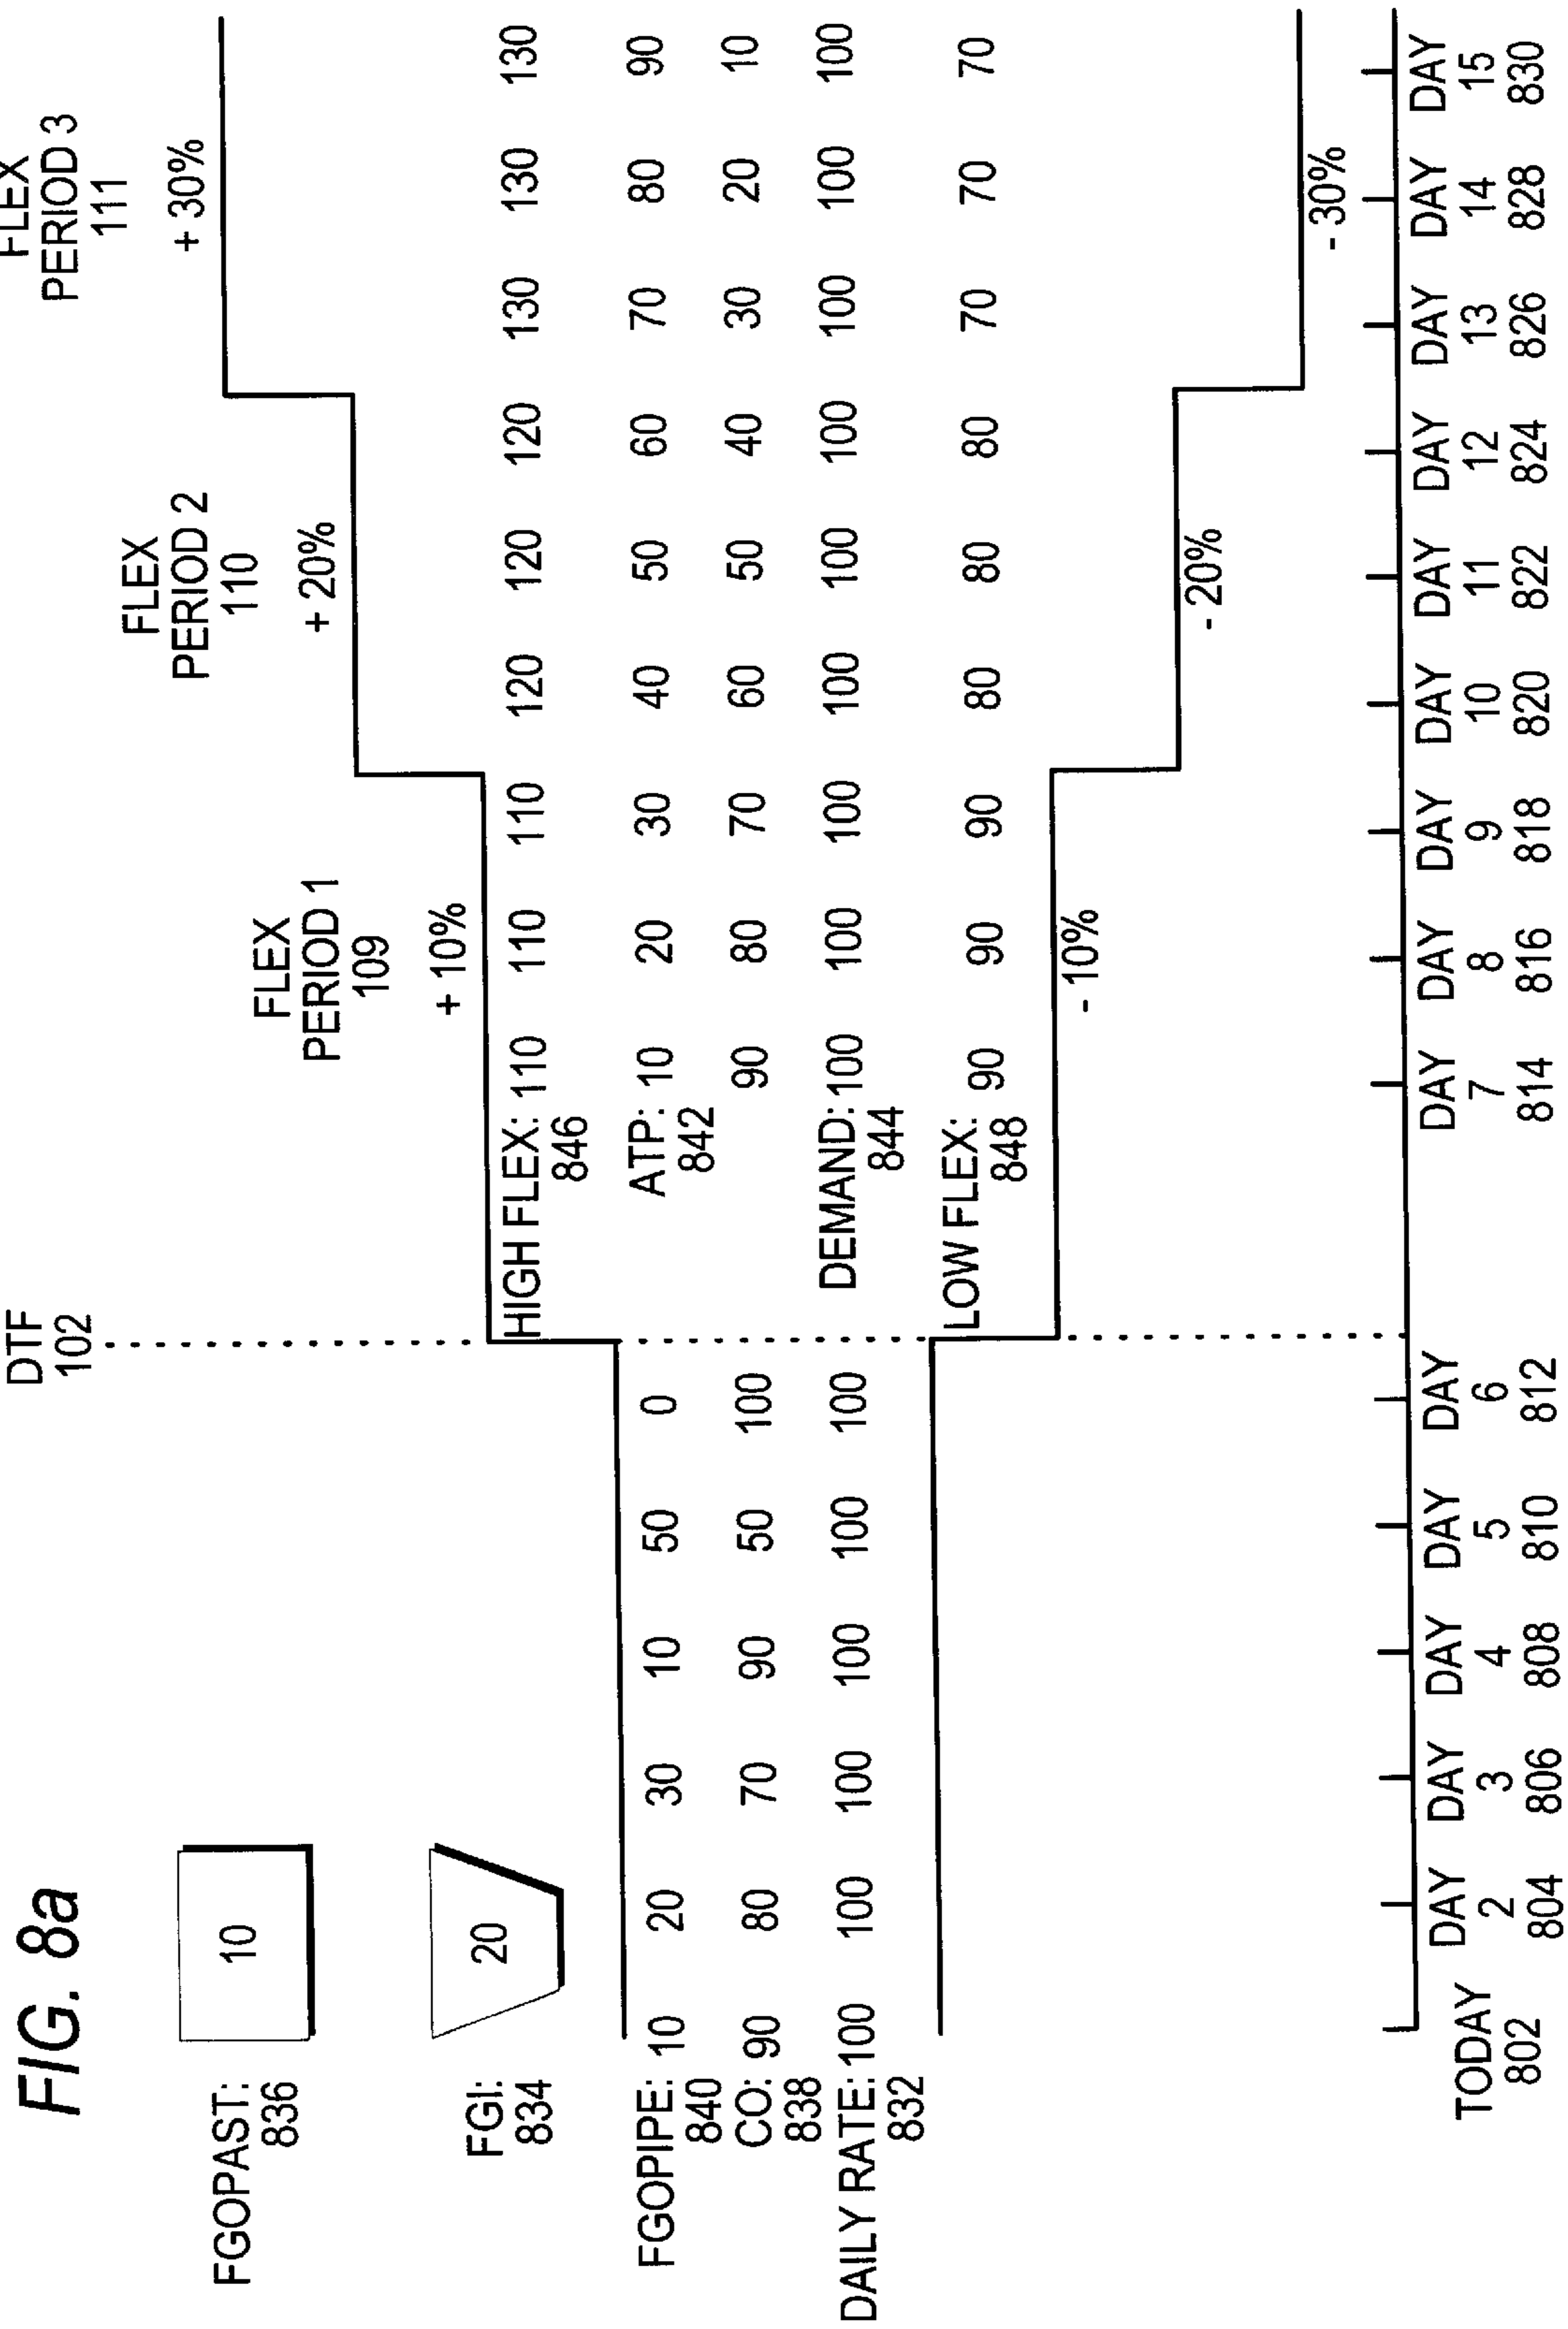 FIG. 8a
DTF
102
FLEX
PERIOD 3
111
+ 30%
FLEX
PERIOD 2
110
+ 20%
FLEX
PERIOD 1
109
+ 10%
FGOPAST:
836
10
FGI:
834
20
HIGH FLEX: 110 110 110 120 120 120 130 130 130
846
FGOPIPE: 10 20 30 10 50 0
840
ATP: 10 20 30 40 50 60 70 80 90
842
CO: 90 80 70 90 50 100 90 80 70 60 50 40 30 20 10
838
DAILY RATE: 100 100 100 100 100 100
832
DEMAND: 100 100 100 100 100 100 100 100 100
844
LOW FLEX: 90 90 90 80 80 80 70 70 70
848
- 10%
- 20%
- 30%
TODAY
802
DAY
2
804
DAY
3
806
DAY
4
808
DAY
5
810
DAY
6
812
DAY
7
814
DAY
8
816
DAY
9
818
DAY
10
820
DAY
11
822
DAY
12
824
DAY
13
826
DAY
14
828
DAY
15
830